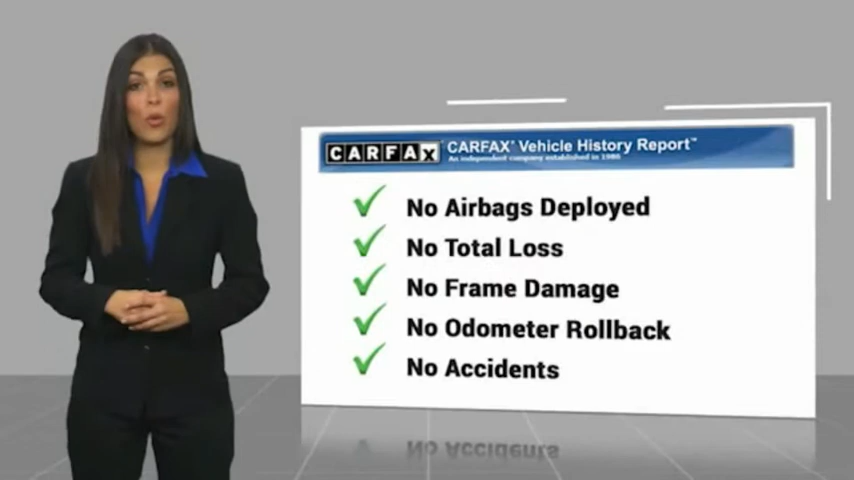 CARFAX CARFAX® Vehicle History Report™
An independent company established in 1986
No Airbags Deployed
No Total Loss
No Frame Damage
No Odometer Rollback
No Accidents